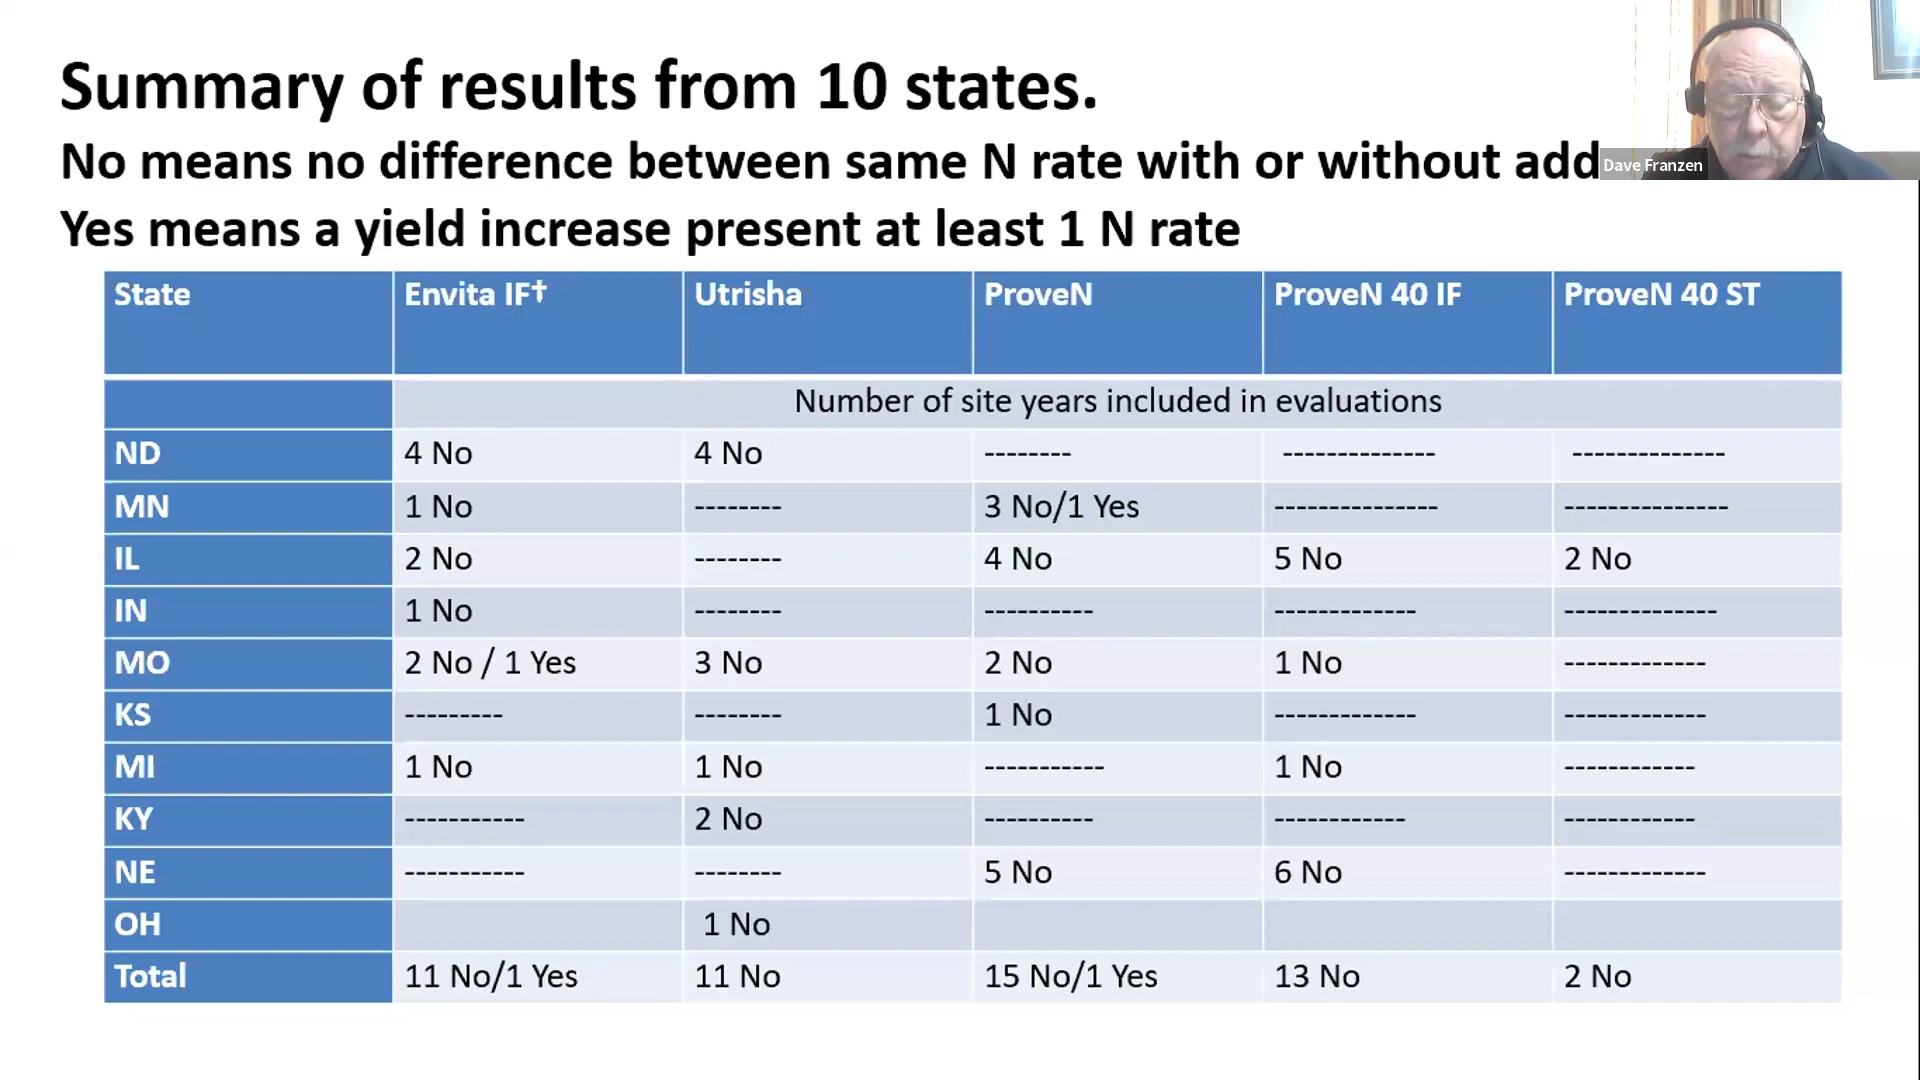 Summary of results from 10 states.
No means no difference between same N rate with or without add
Dave Franzen
Yes means a yield increase present at least 1 N rate
State Envita IF† Utrisha ProveN ProveN 40 IF ProveN 40 ST
Number of site years included in evaluations
ND 4 No 4 No -------- -------------- --------------
MN 1 No -------- 3 No/1 Yes --------------- ---------------
IL 2 No -------- 4 No 5 No 2 No
IN 1 No -------- ---------- ------------- --------------
MO 2 No / 1 Yes 3 No 2 No 1 No -------------
KS --------- -------- 1 No ------------- -------------
MI 1 No 1 No ----------- 1 No ------------
KY ----------- 2 No ---------- ------------ ------------
NE ----------- -------- 5 No 6 No -------------
OH 1 No
Total 11 No/1 Yes 11 No 15 No/1 Yes 13 No 2 No